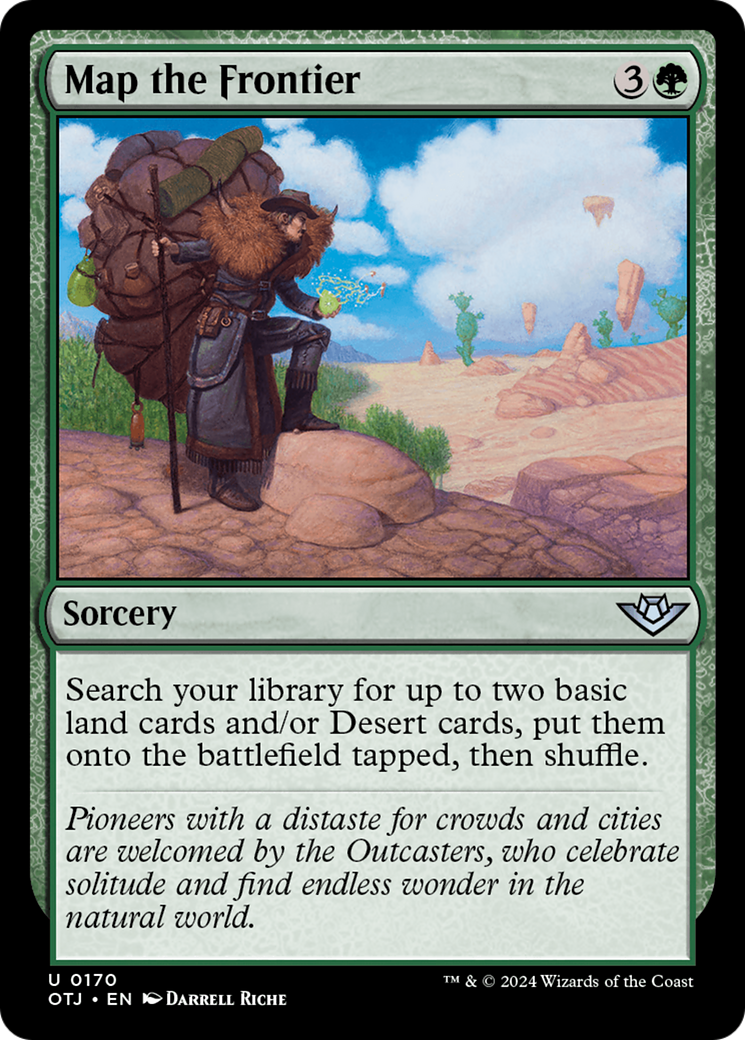 Map the Frontier 3
Sorcery
Search your library for up to two basic
land cards and/or Desert cards, put them
onto the battlefield tapped, then shuffle.
Pioneers with a distaste for crowds and cities
are welcomed by the Outcasters, who celebrate
solitude and find endless wonder in the
natural world.
U 0170
OTJ • EN DARRELL RICHE
™ & © 2024 Wizards of the Coast